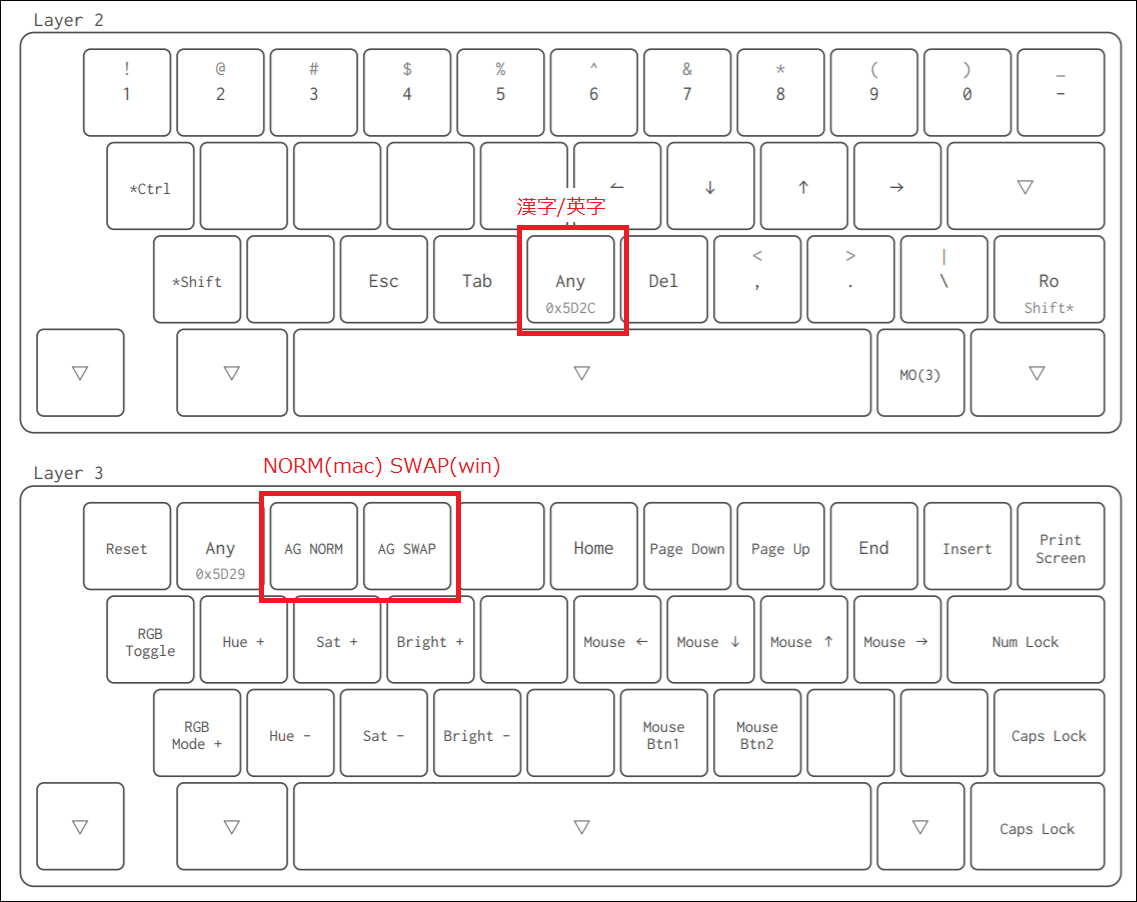 Layer 2
! @ # $ % ^ & * ( ) _
1 2 3 4 5 6 7 8 9 0 -
*Ctrl ← ↓ ↑ → ▽
漢字/英字
< > |
*Shift Esc Tab Any Del , . \ Ro
0x5D2C Shift*
▽ ▽ ▽ MO(3) ▽
NORM(mac) SWAP(win)
Layer 3
Reset Any AG NORM AG SWAP Home Page Down Page Up End Insert Print
Screen
0x5D29
RGB
Toggle Hue + Sat + Bright + Mouse ← Mouse ↓ Mouse ↑ Mouse → Num Lock
RGB Mouse Mouse
Mode + Hue - Sat - Bright - Btn1 Btn2 Caps Lock
▽ ▽ ▽ ▽ Caps Lock